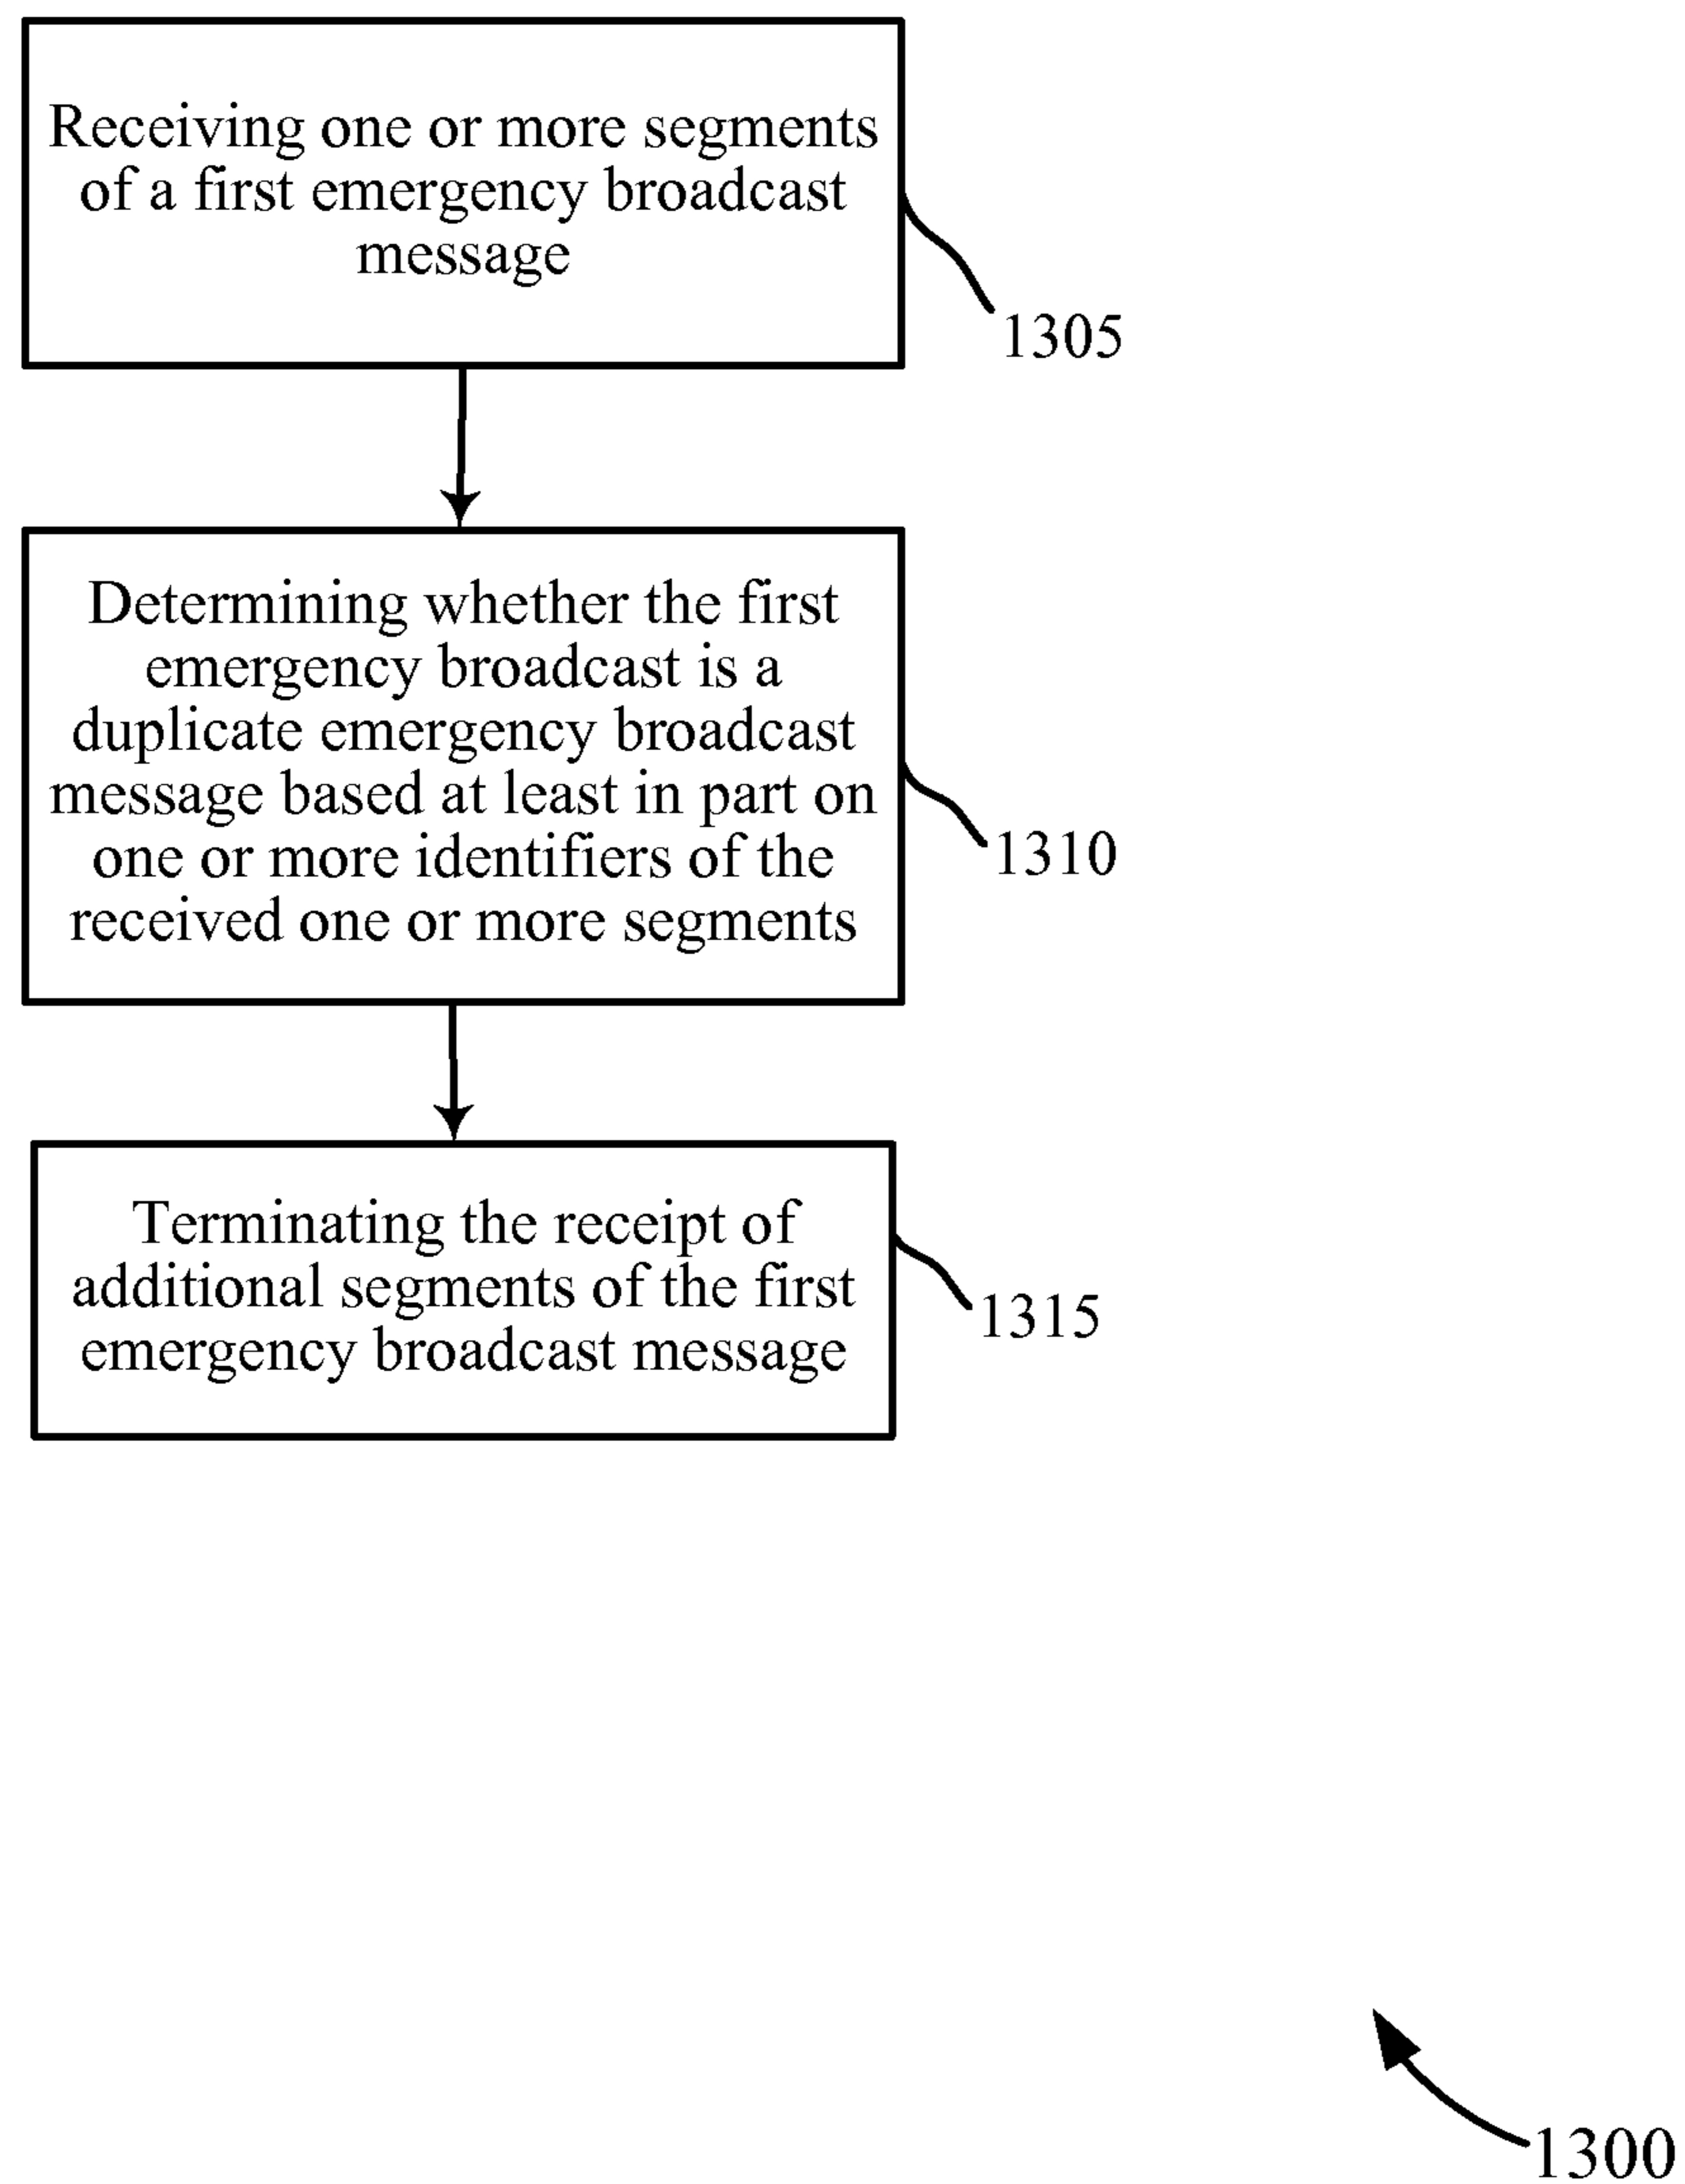 Receiving one or more segments
of a first emergency broadcast
message
1305
Determining whether the first
emergency broadcast is a
duplicate emergency broadcast
message based at least in part on
one or more identifiers of the
received one or more segments
1310
Terminating the receipt of
additional segments of the first
emergency broadcast message
1315
1300